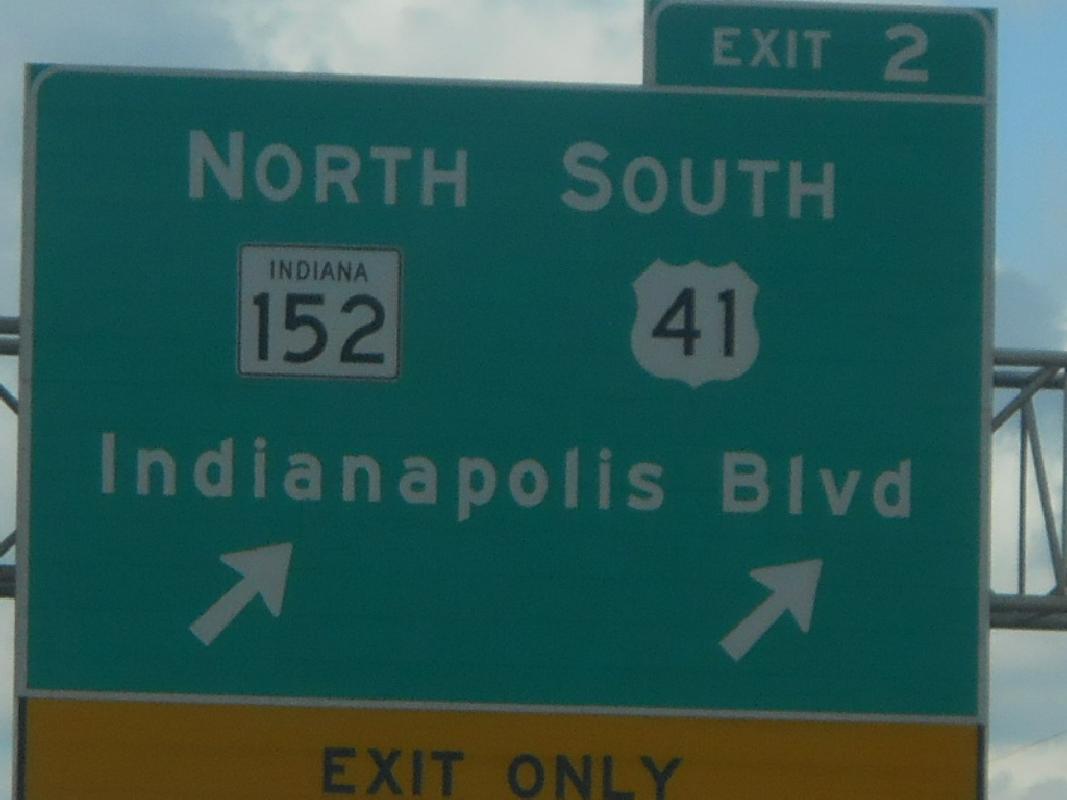 EXIT 2
NORTH SOUTH
INDIANA
152 41
Indianapolis Blvd
EXIT ONLY